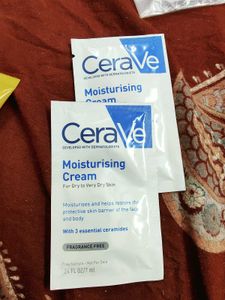 CeraVe
DEVELOPED WITH DERMATOLOGISTS
Moisturising
Cream
CeraVe
DEVELOPED WITH DERMATOLOGISTS
Moisturising
Cream
For Dry to Very Dry Skin
Moisturises and helps restore the
protective skin barrier of the face
and body
With 3 essential ceramides
FRAGRANCE-FREE